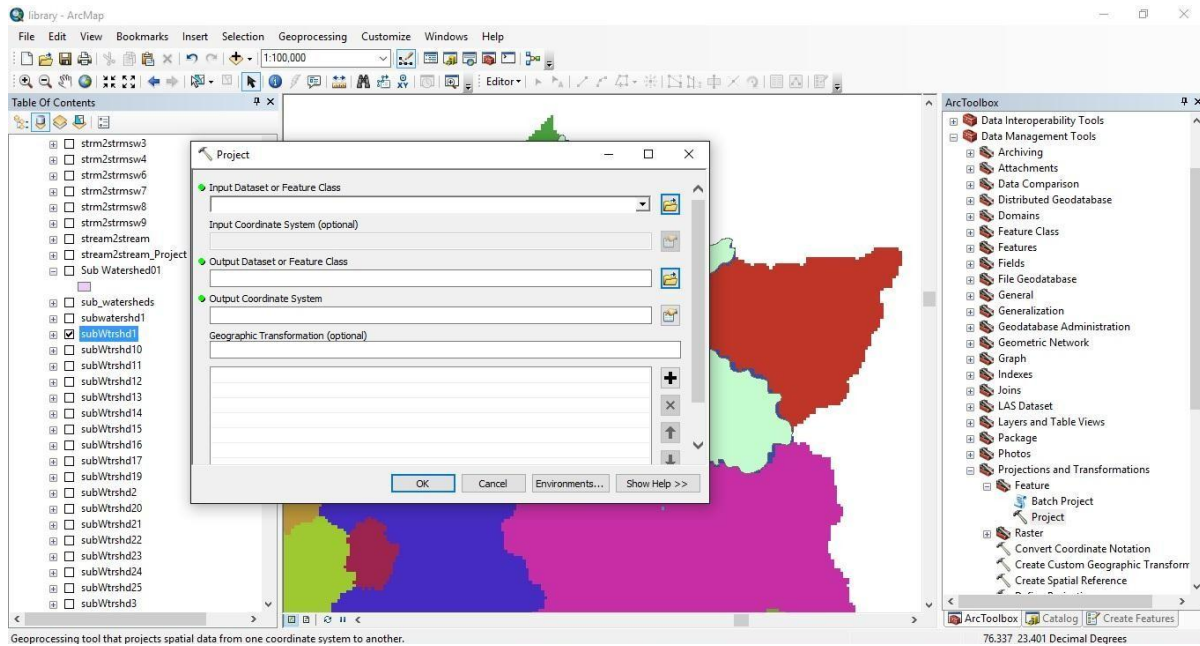 library - ArcMap
File Edit View Bookmarks Insert Selection Geoprocessing Customize Windows Help
1:100,000
Editor
Table Of Contents
strm2strmsw3
strm2strmsw4
strm2strmsw6
strm2strmsw7
strm2strmsw8
strm2strmsw9
stream2stream
stream2stream_Project
Sub Watershed01
sub_watersheds
subwatershd1
subWtrshd1
subWtrshd10
subWtrshd11
subWtrshd12
subWtrshd13
subWtrshd14
subWtrshd15
subWtrshd16
subWtrshd17
subWtrshd19
subWtrshd2
subWtrshd20
subWtrshd21
subWtrshd22
subWtrshd23
subWtrshd24
subWtrshd25
subWtrshd3
Project
Input Dataset or Feature Class
Input Coordinate System (optional)
Output Dataset or Feature Class
Output Coordinate System
Geographic Transformation (optional)
OK Cancel Environments... Show Help >>
ArcToolbox
Data Interoperability Tools
Data Management Tools
Archiving
Attachments
Data Comparison
Distributed Geodatabase
Domains
Feature Class
Features
Fields
File Geodatabase
General
Generalization
Geodatabase Administration
Geometric Network
Graph
Indexes
Joins
LAS Dataset
Layers and Table Views
Package
Photos
Projections and Transformations
Feature
Batch Project
Project
Raster
Convert Coordinate Notation
Create Custom Geographic Transform
Create Spatial Reference
ArcToolbox Catalog Create Features
Geoprocessing tool that projects spatial data from one coordinate system to another.
76.337 23.401 Decimal Degrees